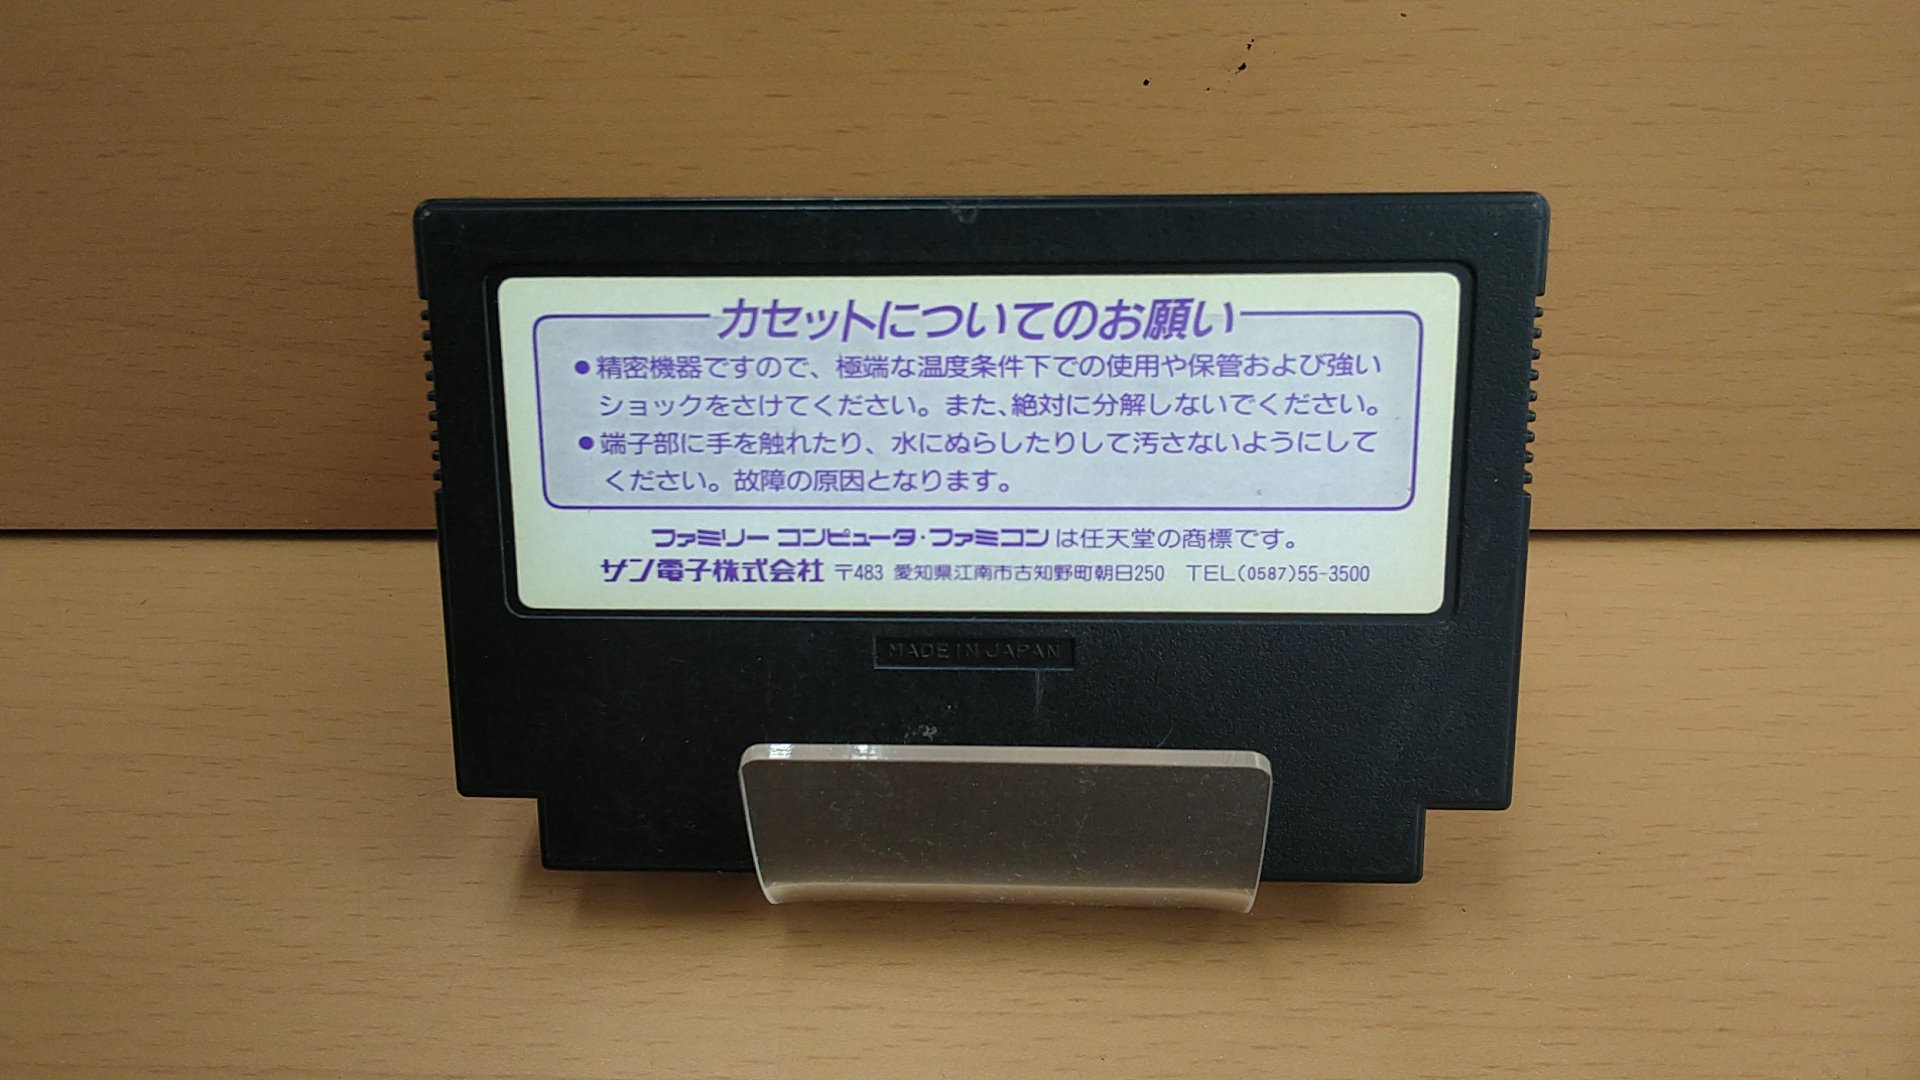 カセットについてのお願い
●精密機器ですので、極端な温度条件下での使用や保管および強い
ショックをさけてください。また、絶対に分解しないでください。
●端子部に手を触れたり、水にぬらしたりして汚さないようにして
ください。故障の原因となります。
ファミリーコンピュータ・ファミコンは任天堂の商標です。
サン電子株式会社 〒483 愛知県江南市古知野町朝日250 TEL(0587)55-3500
MADE IN JAPAN